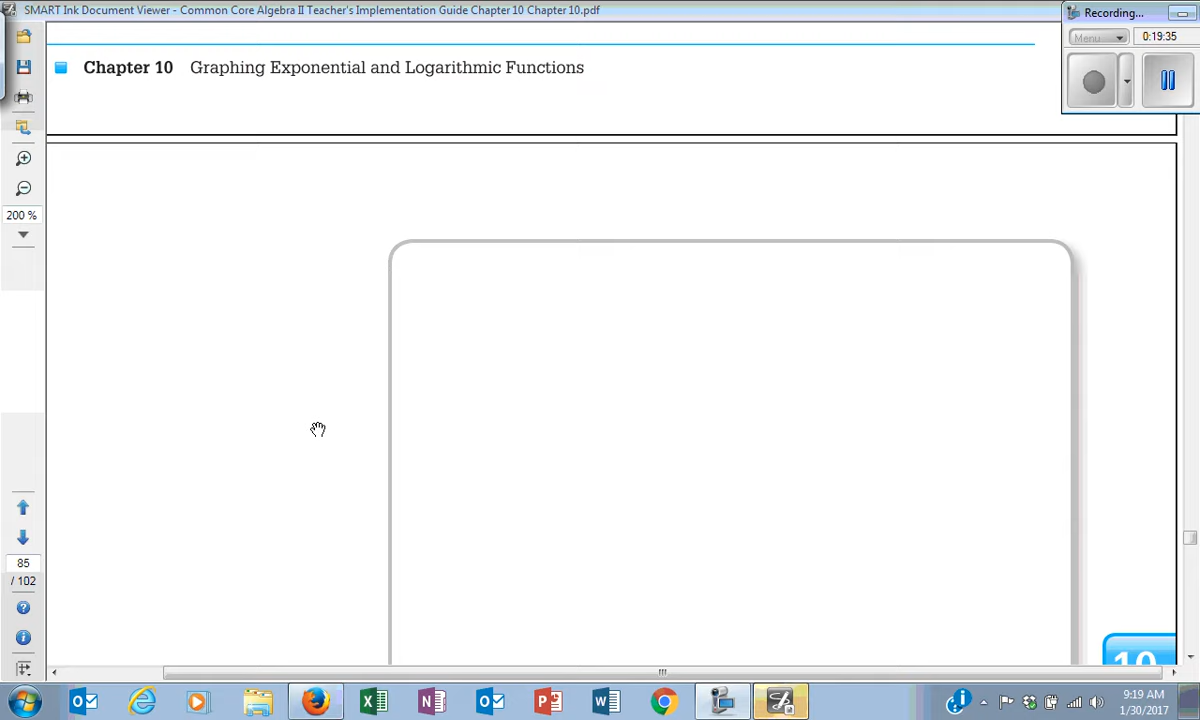 SMART Ink Document Viewer - Common Core Algebra II Teacher's Implementation Guide Chapter 10 Chapter 10.pdf
Recording...
Menu
0:19:35
Chapter 10 Graphing Exponential and Logarithmic Functions
200 %
85
/ 102
10
9:19 AM
1/30/2017